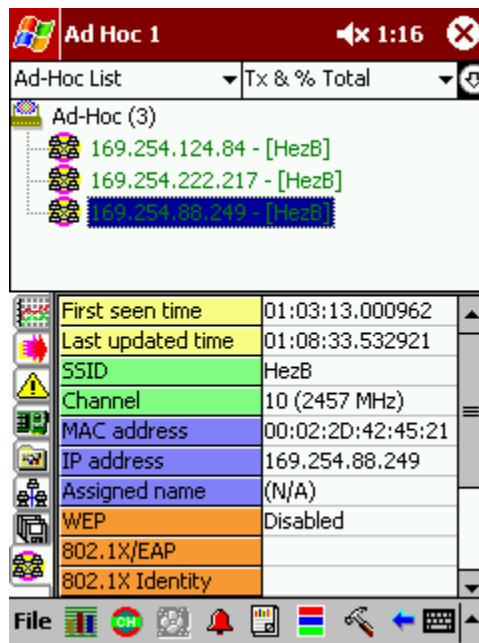 Ad Hoc 1 1:16
Ad-Hoc List Tx & % Total
Ad-Hoc (3)
169.254.124.84 - [HezB]
169.254.222.217 - [HezB]
169.254.88.249 - [HezB]
First seen time 01:03:13.000962
Last updated time 01:08:33.532921
SSID HezB
Channel 10 (2457 MHz)
MAC address 00:02:2D:42:45:21
IP address 169.254.88.249
Assigned name (N/A)
WEP Disabled
802.1X/EAP
802.1X Identity
File CH